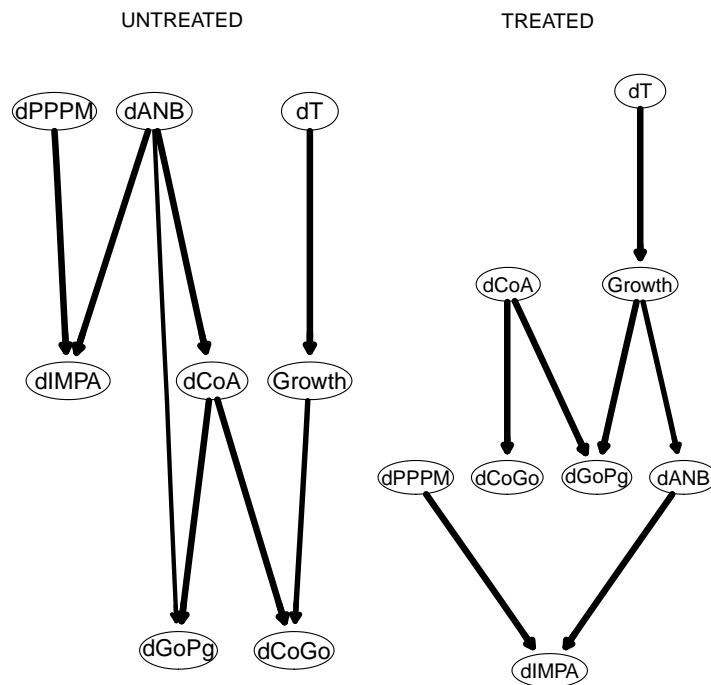 UNTREATED
dPPPM dANB dT
dIMPA dCoA Growth
dGoPg dCoGo
TREATED
dT
dCoA Growth
dPPPM dCoGo dGoPg dANB
dIMPA